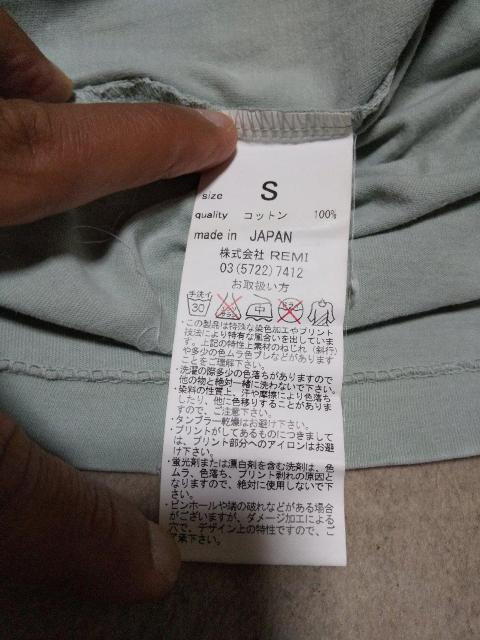 size S
quality コットン 100%
made in JAPAN
株式会社 REMI
03(5722)7412
お取扱い方
手洗イ
30
中
・この製品は特殊な染色加工やプリント
技法により特有な風合いを出していま
す。上記の特性上素材のねじれ（斜行）
や多少の色ムラ色ブレなどがあります
ことをご理解下さい。
・洗濯の際多少の色落ちがありますので
他の物と絶対一緒に洗わないで下さい。
・染料の性質上、汗や摩擦により色落ち
したり、他に色移りすることがありま
すので、ご注意下さい。
・タンブラー乾燥はお避け下さい。
・プリントがしてあるものにつきまして
は、プリント部分へのアイロンはお避
け下さい。
・蛍光剤または漂白剤を含む洗剤は、色
ムラ、色落ち、プリント剥れの原因と
なりますので、絶対に使用しないで下
さい。
・ピンホールや端の破れなどがある場合
がございますが、ダメージ加工による
穴で、デザイン上の特性ですので、ご
了承下さい。